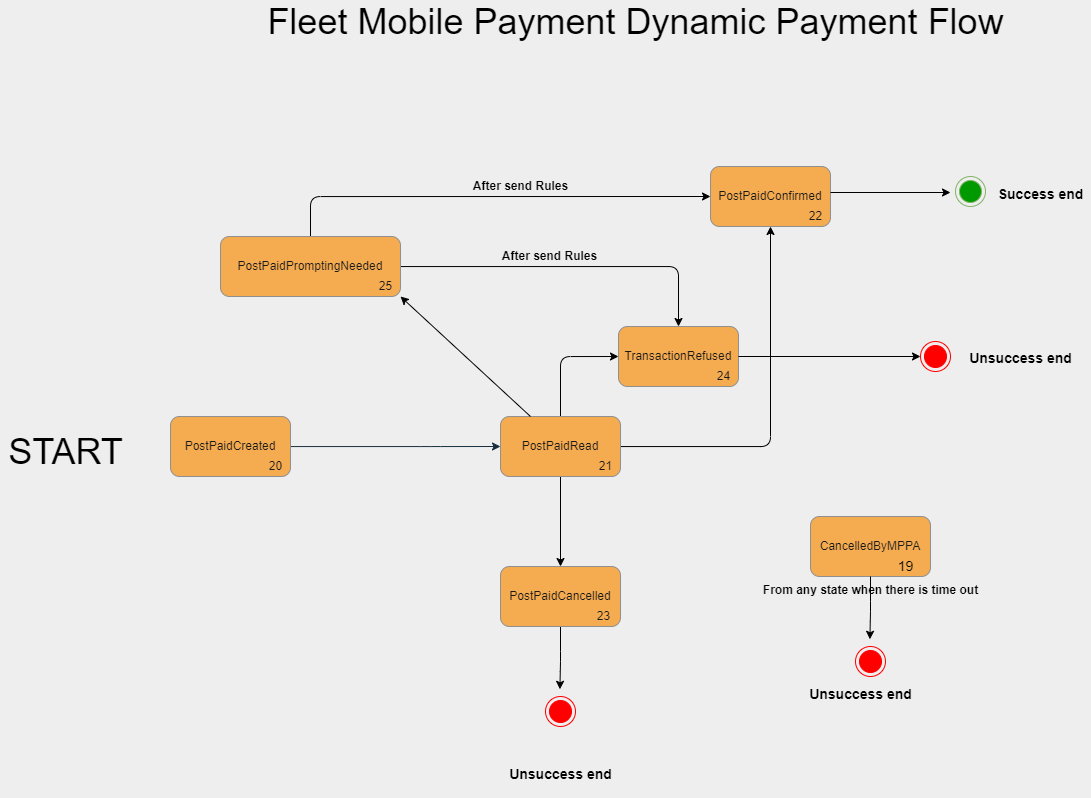 Fleet Mobile Payment Dynamic Payment Flow
After send Rules
PostPaidConfirmed
22
Success end
PostPaidPromptingNeeded
25
After send Rules
TransactionRefused
24
Unsuccess end
START
PostPaidCreated
20
PostPaidRead
21
CancelledByMPPA
19
From any state when there is time out
Unsuccess end
PostPaidCancelled
23
Unsuccess end